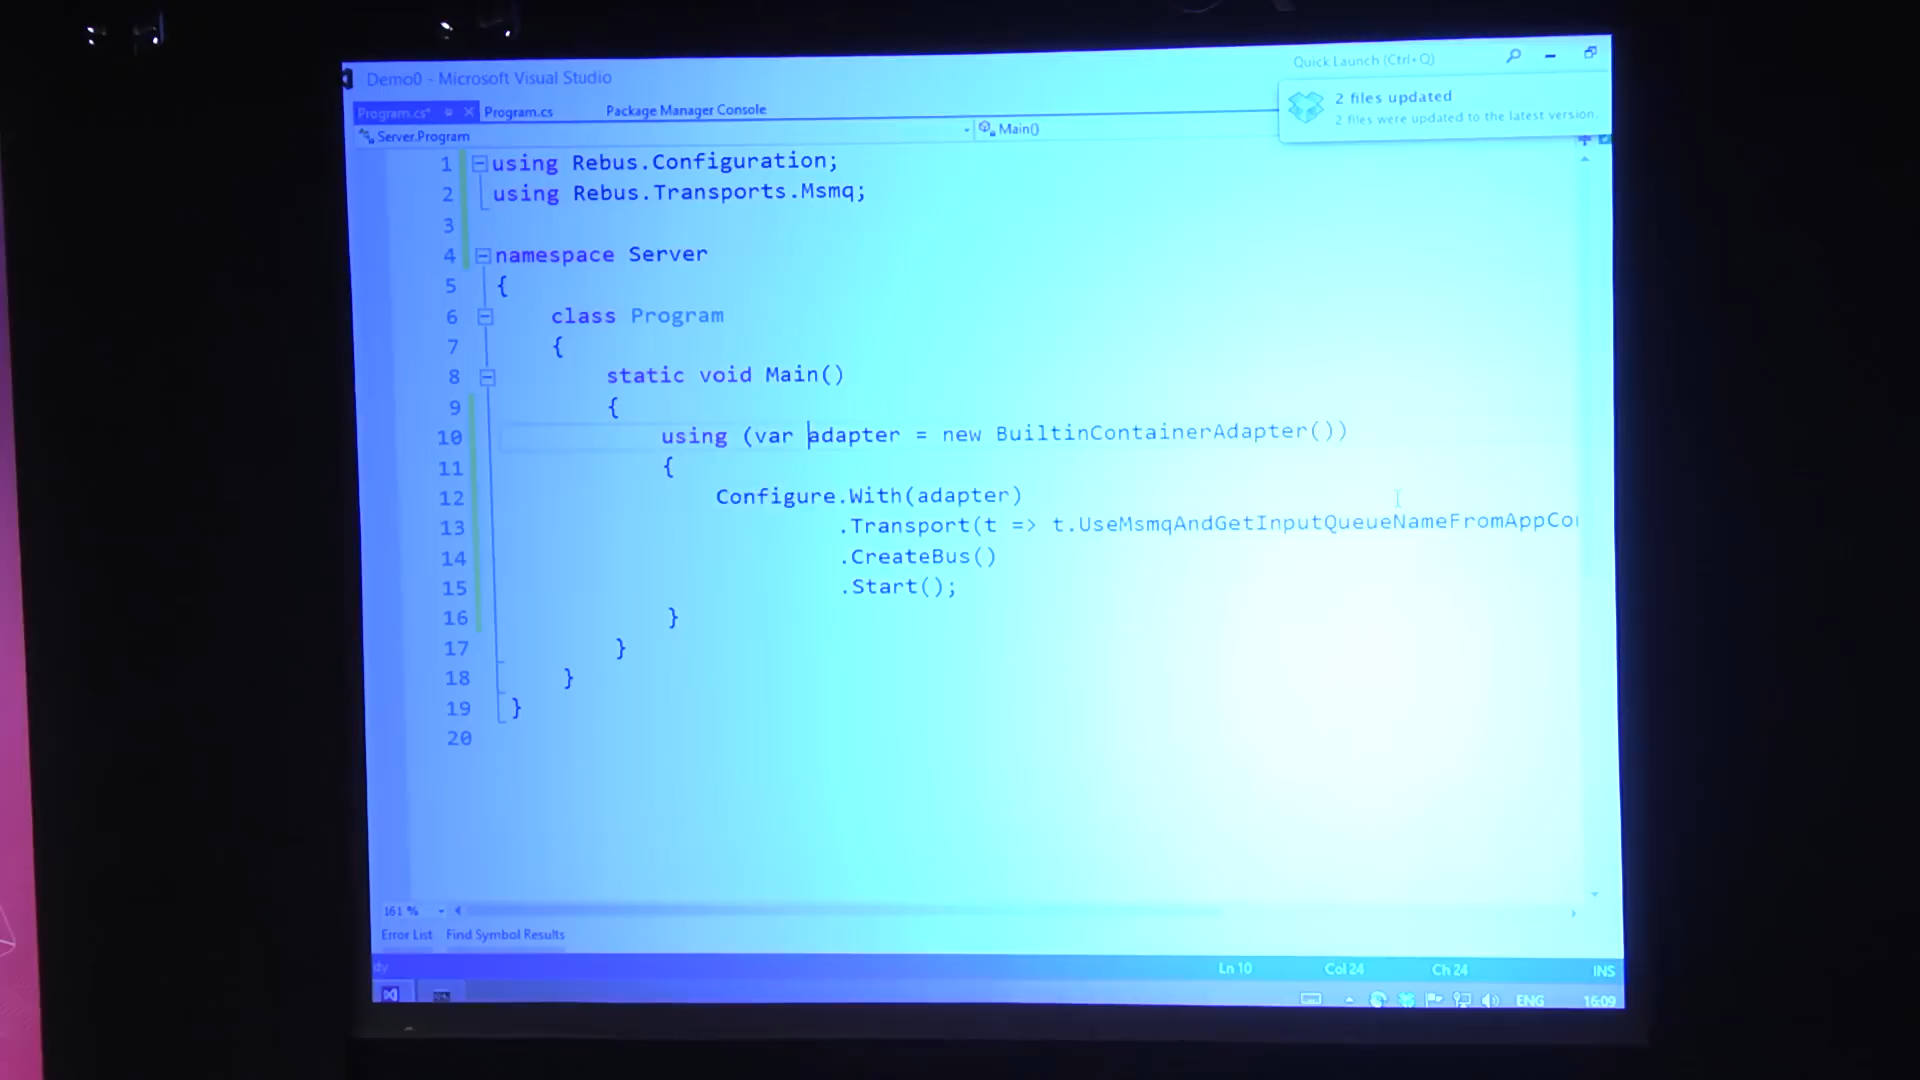 Demo0 - Microsoft Visual Studio
Quick Launch (Ctrl+Q)
2 files updated
2 files were updated to the latest version.
Program.cs*
Program.cs
Package Manager Console
Server.Program
Main()
1 using Rebus.Configuration;
2 using Rebus.Transports.Msmq;
3
4 namespace Server
5 {
6 class Program
7 {
8 static void Main()
9 {
10 using (var adapter = new BuiltinContainerAdapter())
11 {
12 Configure.With(adapter)
13 .Transport(t => t.UseMsmqAndGetInputQueueNameFromAppCo
14 .CreateBus()
15 .Start();
16 }
17 }
18 }
19 }
20
161 %
Error List Find Symbol Results
dy Ln 10 Col 24 Ch 24 INS
ENG 16:09